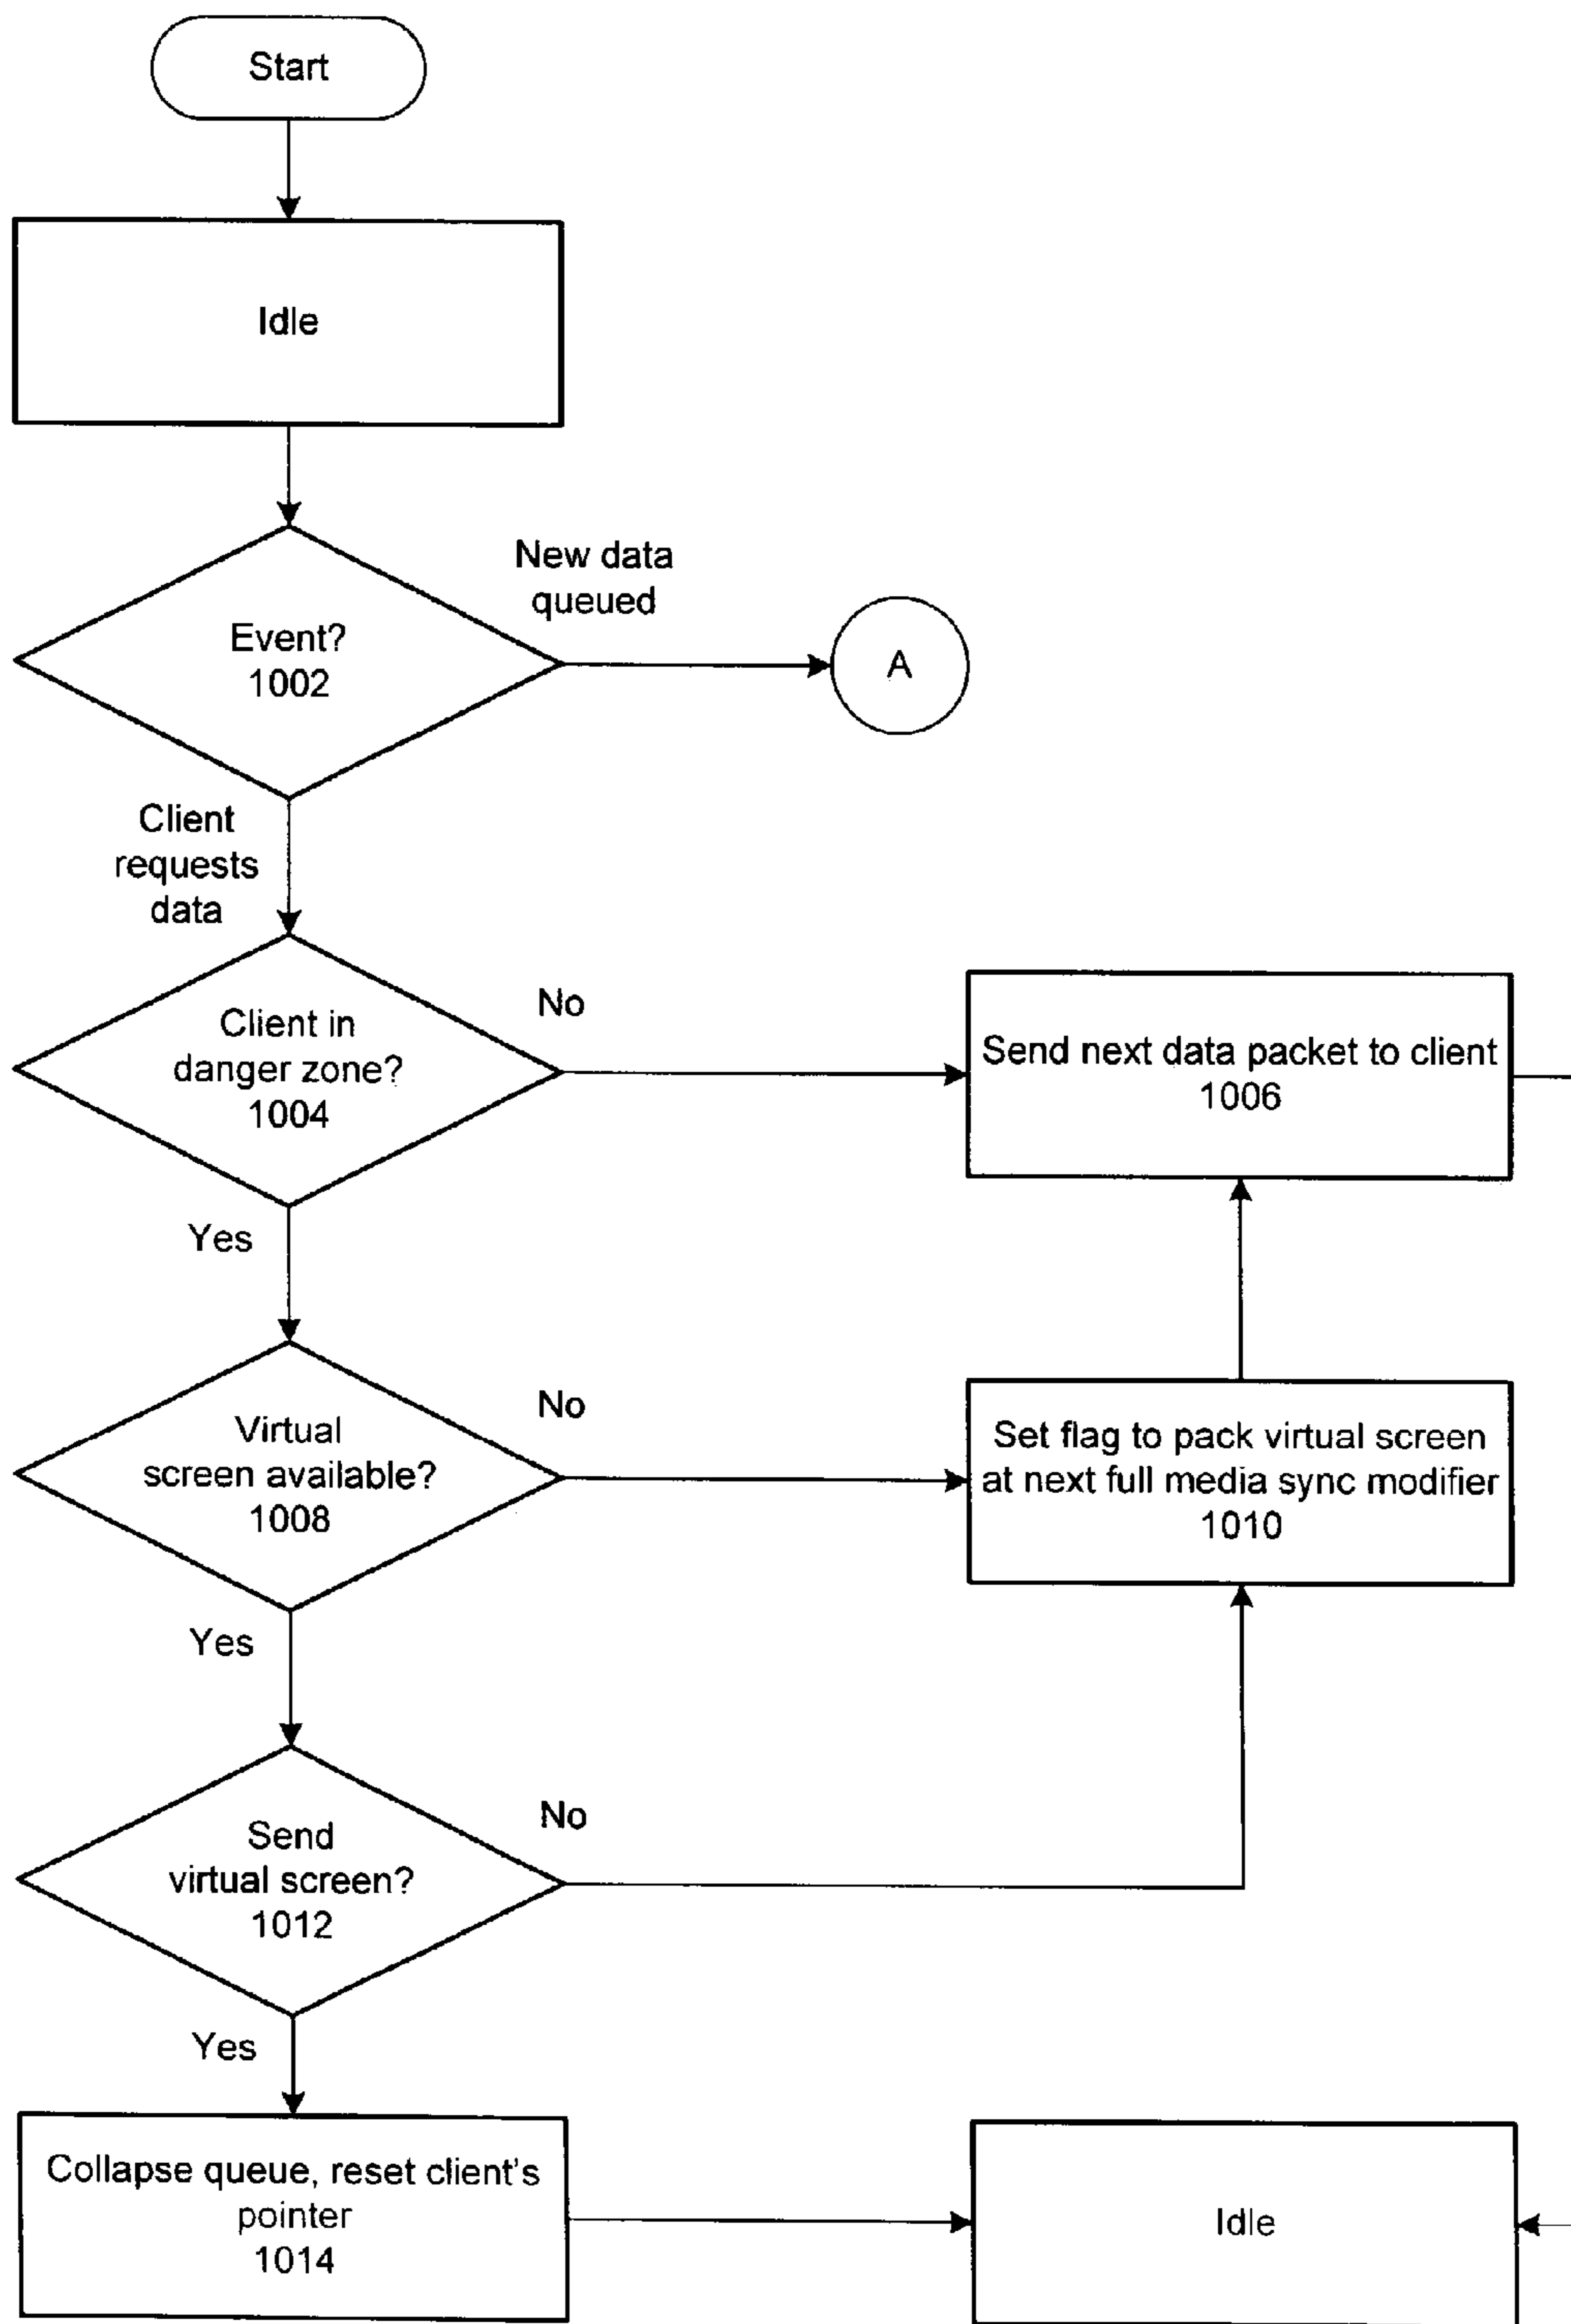 Start
Idle
New data
queued
Event?
1002
A
Client
requests
data
No
Client in
danger zone?
1004
Send next data packet to client
1006
Yes
No
Virtual
screen available?
1008
Set flag to pack virtual screen
at next full media sync modifier
1010
Yes
No
Send
virtual screen?
1012
Yes
Collapse queue, reset client's
pointer
1014
Idle